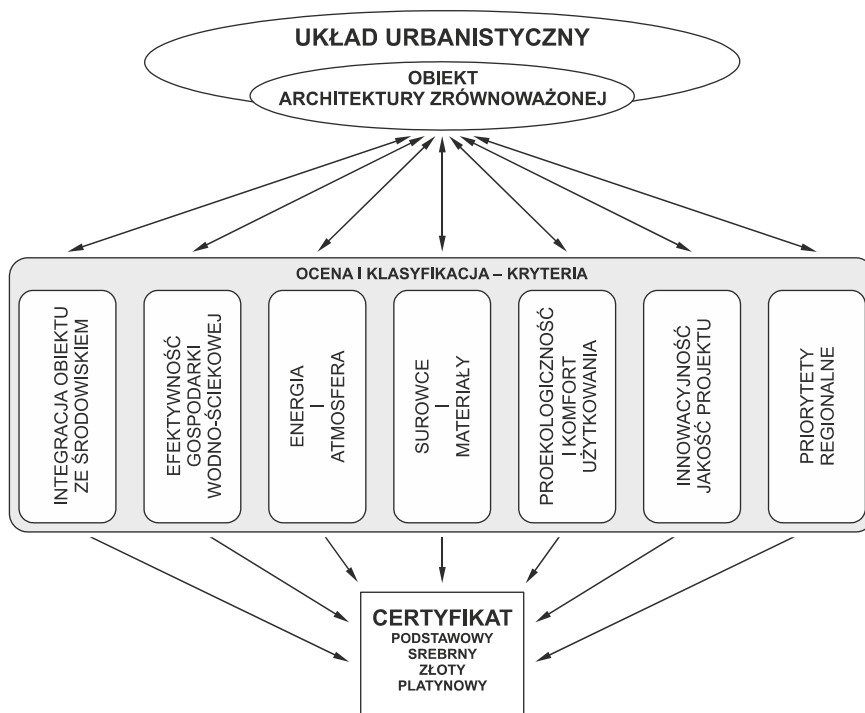 UKŁAD URBANISTYCZNY
OBIEKT
ARCHITEKTURY ZRÓWNOWAŻONEJ
OCENA I KLASYFIKACJA – KRYTERIA
INTEGRACJA OBIEKTU
ZE ŚRODOWISKIEM
EFEKTYWNOŚĆ
GOSPODARKI
WODNO-ŚCIEKOWEJ
ENERGIA
I
ATMOSFERA
SUROWCE
I
MATERIAŁY
PROEKOLOGICZNOŚĆ
I KOMFORT
UŻYTKOWANIA
INNOWACYJNOŚĆ
JAKOŚĆ PROJEKTU
PRIORYTETY
REGIONALNE
CERTYFIKAT
PODSTAWOWY
SREBRNY
ZŁOTY
PLATYNOWY